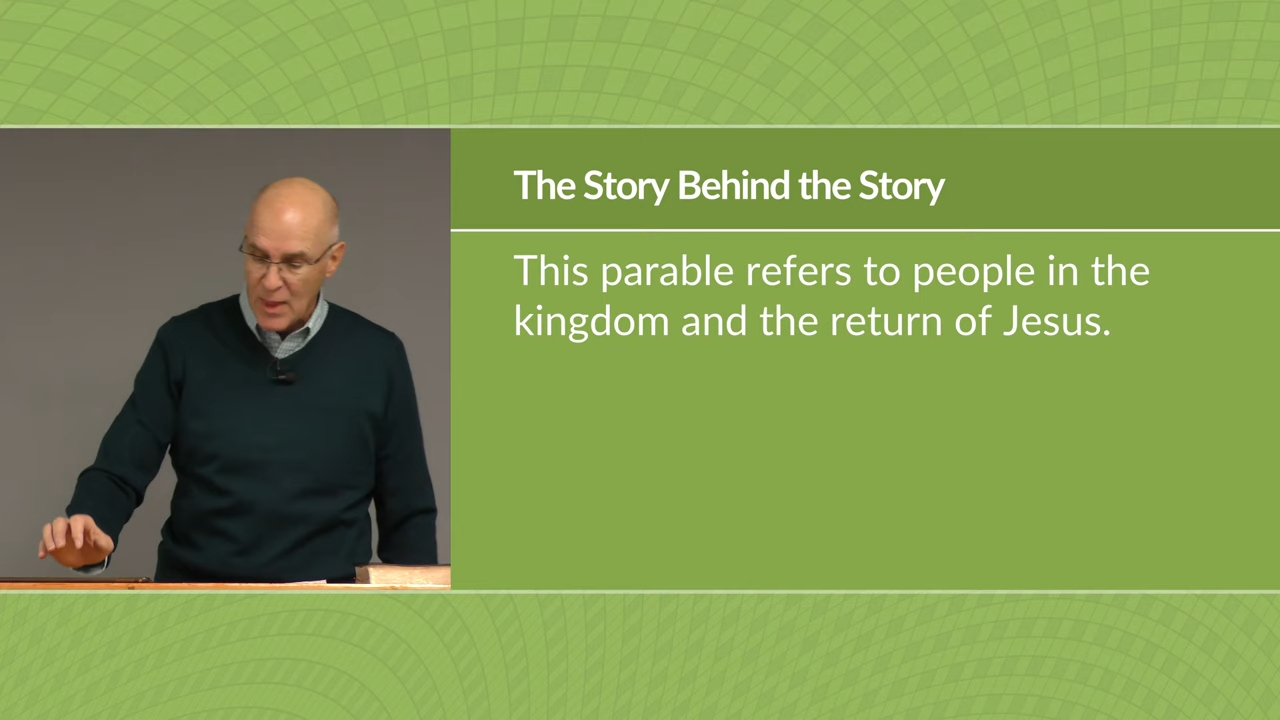 The Story Behind the Story
This parable refers to people in the
kingdom and the return of Jesus.